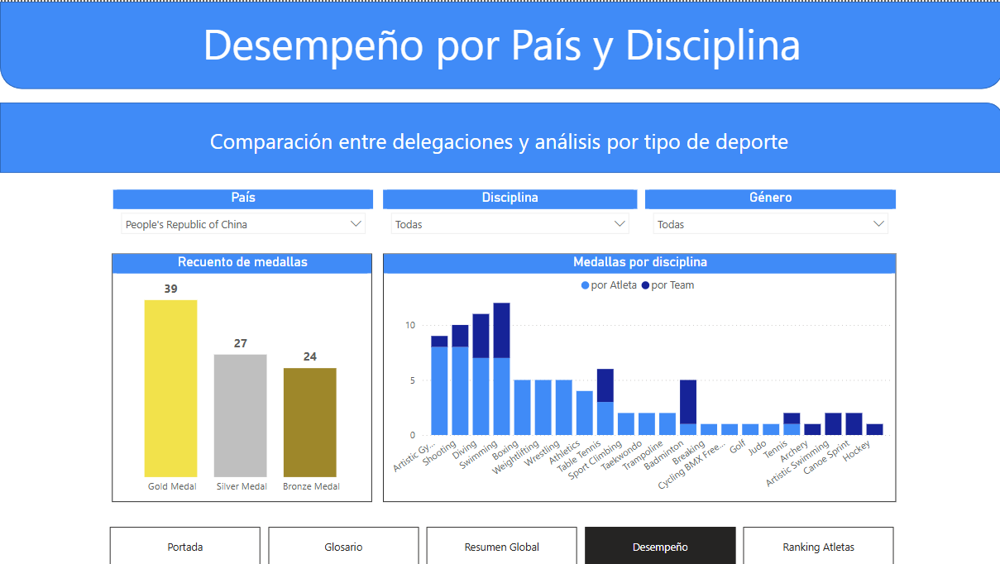 Desempeño por País y Disciplina
Comparación entre delegaciones y análisis por tipo de deporte
País
Disciplina
Género
People's Republic of China
Todas
Todas
Recuento de medallas
39
27
24
Gold Medal
Silver Medal
Bronze Medal
Medallas por disciplina
por Atleta
por Team
10
5
0
Artistic Gy...
Shooting
Diving
Swimming
Boxing
Weightlifting
Wrestling
Athletics
Table Tennis
Sport Climbing
Taekwondo
Trampoline
Badminton
Breaking
Cycling BMX Free...
Golf
Judo
Tennis
Archery
Artistic Swimming
Canoe Sprint
Hockey
Portada
Glosario
Resumen Global
Desempeño
Ranking Atletas